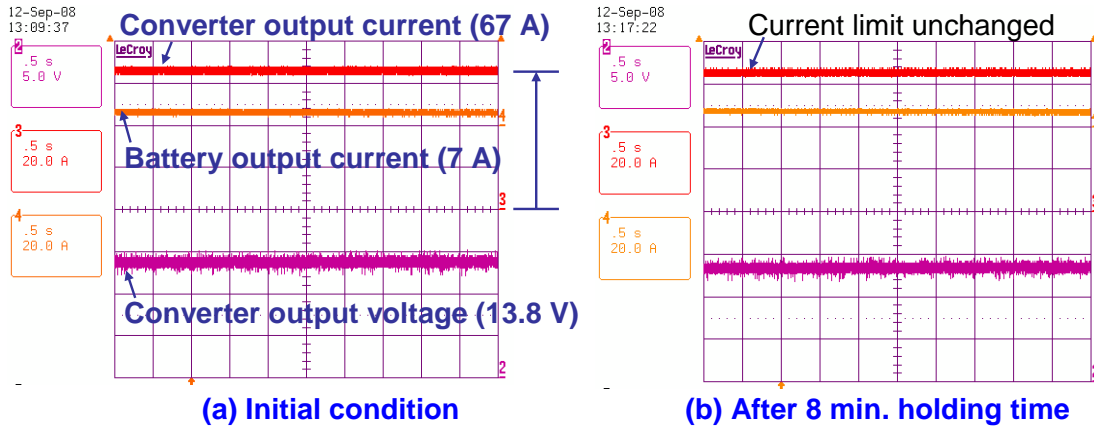 12-Sep-08
13:09:37
Converter output current (67 A)
LeCroy
2
.5 s
5.0 V
3
.5 s
20.0 A
4
.5 s
20.0 A
4
Battery output current (7 A)
3
Converter output voltage (13.8 V)
2
(a) Initial condition
12-Sep-08
13:17:22
Current limit unchanged
LeCroy
2
.5 s
5.0 V
3
.5 s
20.0 A
4
.5 s
20.0 A
4
3
2
(b) After 8 min. holding time